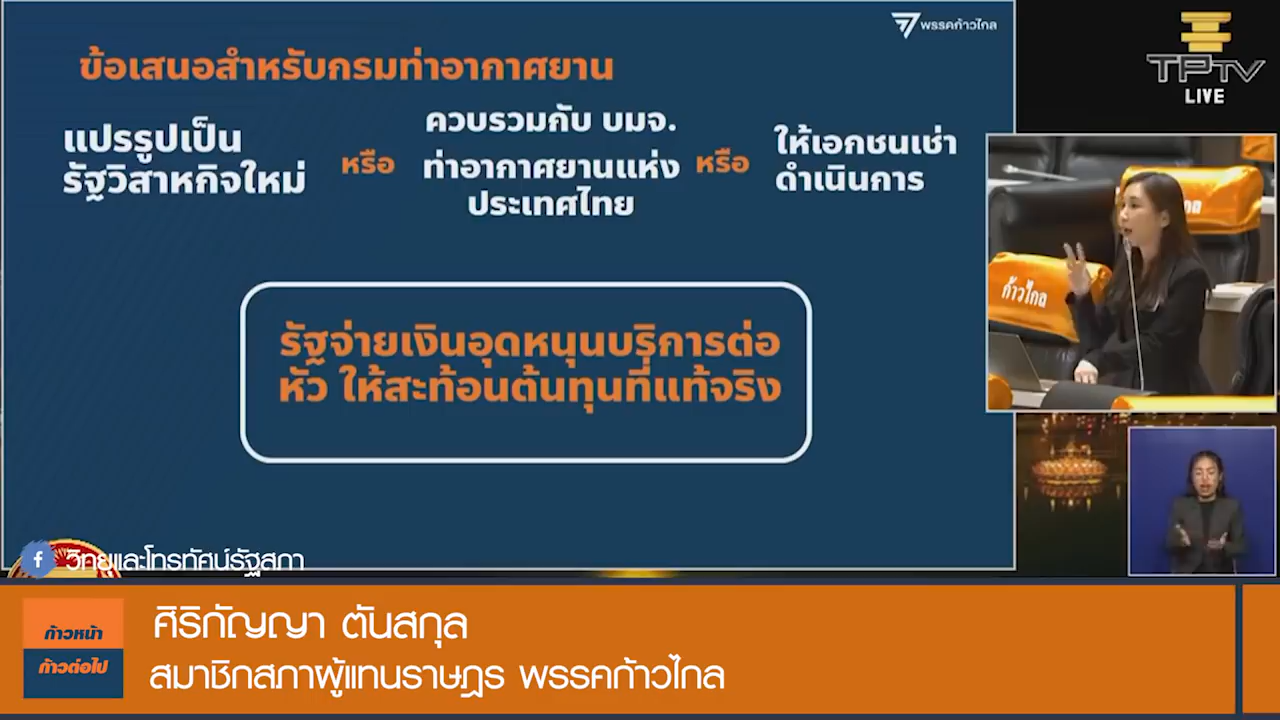 พรรคก้าวไกล
TPTV
LIVE
ข้อเสนอสำหรับกรมท่าอากาศยาน
แปรรูปเป็น
รัฐวิสาหกิจใหม่
หรือ
ควบรวมกับ บมจ.
ท่าอากาศยานแห่ง
ประเทศไทย
หรือ
ให้เอกชนเช่า
ดำเนินการ
รัฐจ่ายเงินอุดหนุนบริการต่อ
หัว ให้สะท้อนต้นทุนที่แท้จริง
ก้าวไกล
กล
วิทยุและโทรทัศน์รัฐสภา
ก้าวหน้า
ก้าวต่อไป
ศิริกัญญา ตันสกุล
สมาชิกสภาผู้แทนราษฎร พรรคก้าวไกล